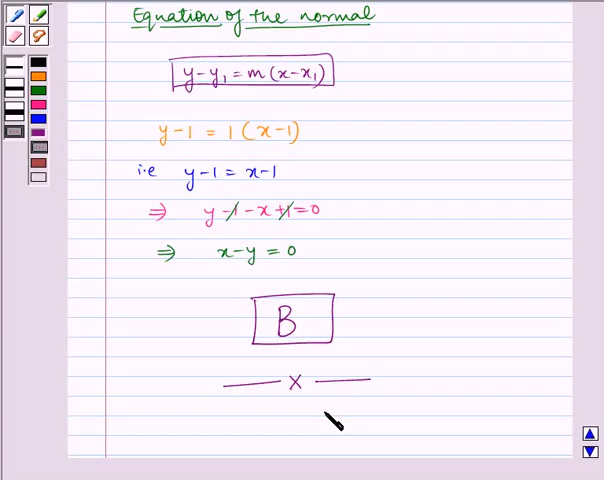 Equation of the normal
y-y₁ = m(x-x₁)
y-1 = 1(x-1)
i.e y-1 = x-1
⇒ y-1-x+1=0
⇒ x-y = 0
B
— x —